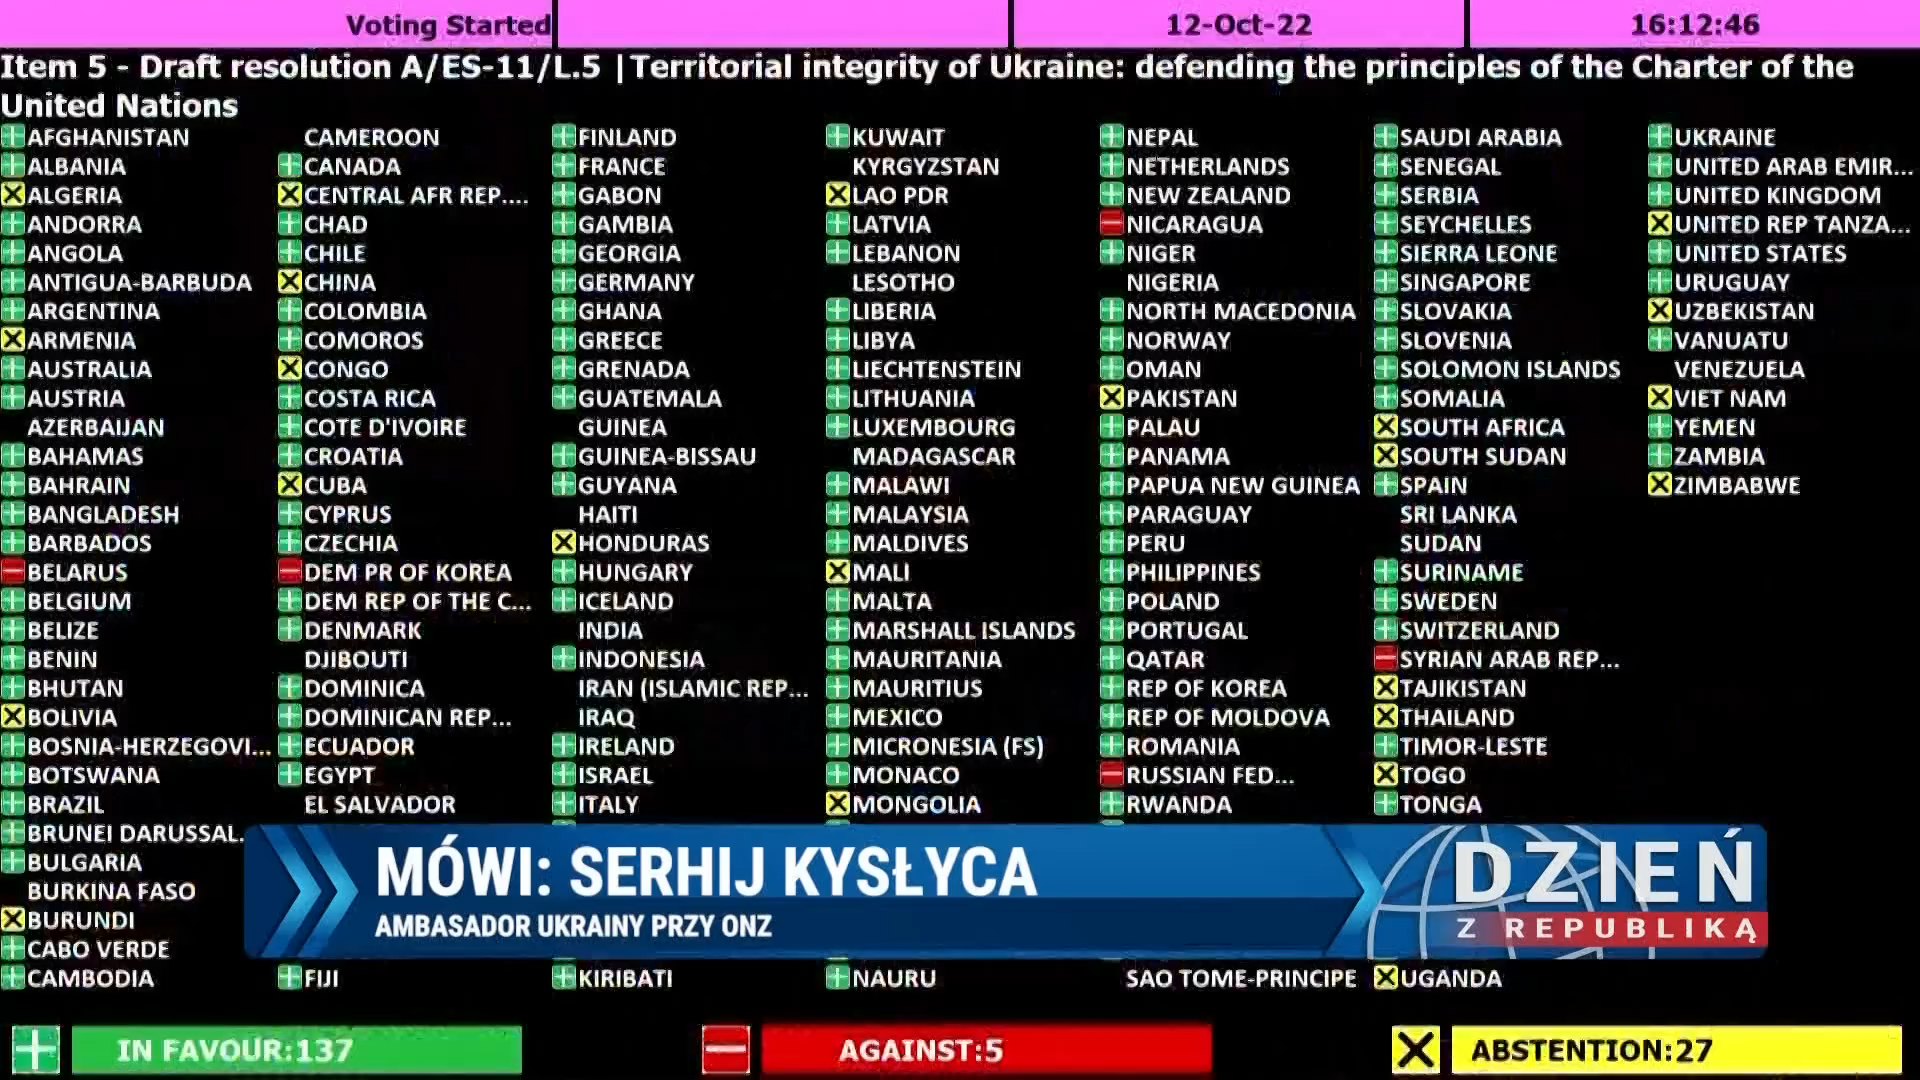 Voting Started
12-Oct-22
16:12:46
Item 5 - Draft resolution A/ES-11/L.5 |Territorial integrity of Ukraine: defending the principles of the Charter of the
United Nations
AFGHANISTAN
ALBANIA
ALGERIA
ANDORRA
ANGOLA
ANTIGUA-BARBUDA
ARGENTINA
ARMENIA
AUSTRALIA
AUSTRIA
AZERBAIJAN
BAHAMAS
BAHRAIN
BANGLADESH
BARBADOS
BELARUS
BELGIUM
BELIZE
BENIN
BHUTAN
BOLIVIA
BOSNIA-HERZEGOVI...
BOTSWANA
BRAZIL
BRUNEI DARUSSAL.
BULGARIA
BURKINA FASO
BURUNDI
CABO VERDE
CAMBODIA
CAMEROON
CANADA
CENTRAL AFR REP....
CHAD
CHILE
CHINA
COLOMBIA
COMOROS
CONGO
COSTA RICA
COTE D'IVOIRE
CROATIA
CUBA
CYPRUS
CZECHIA
DEM PR OF KOREA
DEM REP OF THE C...
DENMARK
DJIBOUTI
DOMINICA
DOMINICAN REP...
ECUADOR
EGYPT
EL SALVADOR
FIJI
FINLAND
FRANCE
GABON
GAMBIA
GEORGIA
GERMANY
GHANA
GREECE
GRENADA
GUATEMALA
GUINEA
GUINEA-BISSAU
GUYANA
HAITI
HONDURAS
HUNGARY
ICELAND
INDIA
INDONESIA
IRAN (ISLAMIC REP...
IRAQ
IRELAND
ISRAEL
ITALY
KIRIBATI
KUWAIT
KYRGYZSTAN
LAO PDR
LATVIA
LEBANON
LESOTHO
LIBERIA
LIBYA
LIECHTENSTEIN
LITHUANIA
LUXEMBOURG
MADAGASCAR
MALAWI
MALAYSIA
MALDIVES
MALI
MALTA
MARSHALL ISLANDS
MAURITANIA
MAURITIUS
MEXICO
MICRONESIA (FS)
MONACO
MONGOLIA
NAURU
NEPAL
NETHERLANDS
NEW ZEALAND
NICARAGUA
NIGER
NIGERIA
NORTH MACEDONIA
NORWAY
OMAN
PAKISTAN
PALAU
PANAMA
PAPUA NEW GUINEA
PARAGUAY
PERU
PHILIPPINES
POLAND
PORTUGAL
QATAR
REP OF KOREA
REP OF MOLDOVA
ROMANIA
RUSSIAN FED...
RWANDA
SAO TOME-PRINCIPE
SAUDI ARABIA
SENEGAL
SERBIA
SEYCHELLES
SIERRA LEONE
SINGAPORE
SLOVAKIA
SLOVENIA
SOLOMON ISLANDS
SOMALIA
SOUTH AFRICA
SOUTH SUDAN
SPAIN
SRI LANKA
SUDAN
SURINAME
SWEDEN
SWITZERLAND
SYRIAN ARAB REP...
TAJIKISTAN
THAILAND
TIMOR-LESTE
TOGO
TONGA
UGANDA
UKRAINE
UNITED ARAB EMIR...
UNITED KINGDOM
UNITED REP TANZA...
UNITED STATES
URUGUAY
UZBEKISTAN
VANUATU
VENEZUELA
VIET NAM
YEMEN
ZAMBIA
ZIMBABWE
MÓWI: SERHIJ KYSŁYCA
AMBASADOR UKRAINY PRZY ONZ
DZIEŃ
Z REPUBLIKĄ
IN FAVOUR:137
AGAINST:5
ABSTENTION:27